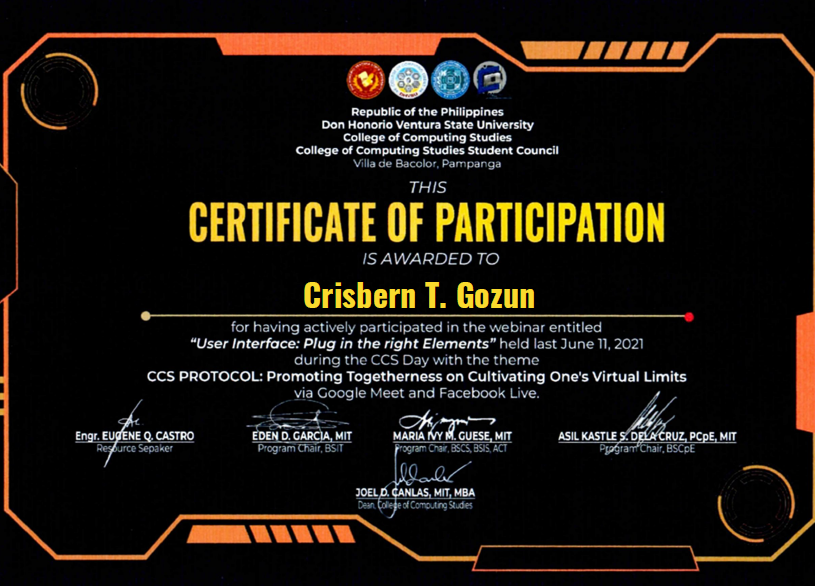 Republic of the Philippines
Don Honorio Ventura State University
College of Computing Studies
College of Computing Studies Student Council
Villa de Bacolor, Pampanga
THIS
CERTIFICATE OF PARTICIPATION
IS AWARDED TO
Crisbern T. Gozun
for having actively participated in the webinar entitled
"User Interface: Plug in the right Elements" held last June 11, 2021
during the CCS Day with the theme
CCS PROTOCOL: Promoting Togetherness on Cultivating One's Virtual Limits
via Google Meet and Facebook Live.
Engr. EUGENE Q. CASTRO
Resource Sepaker
EDEN D. GARCIA, MIT
Program Chair, BSIT
MARIA IVY M. GUESE, MIT
Program Chair, BSCS, BSIS, ACT
ASIL KASTLE S. DELA CRUZ, PCpE, MIT
Program Chair, BSCpE
JOEL D. CANLAS, MIT, MBA
Dean, College of Computing Studies